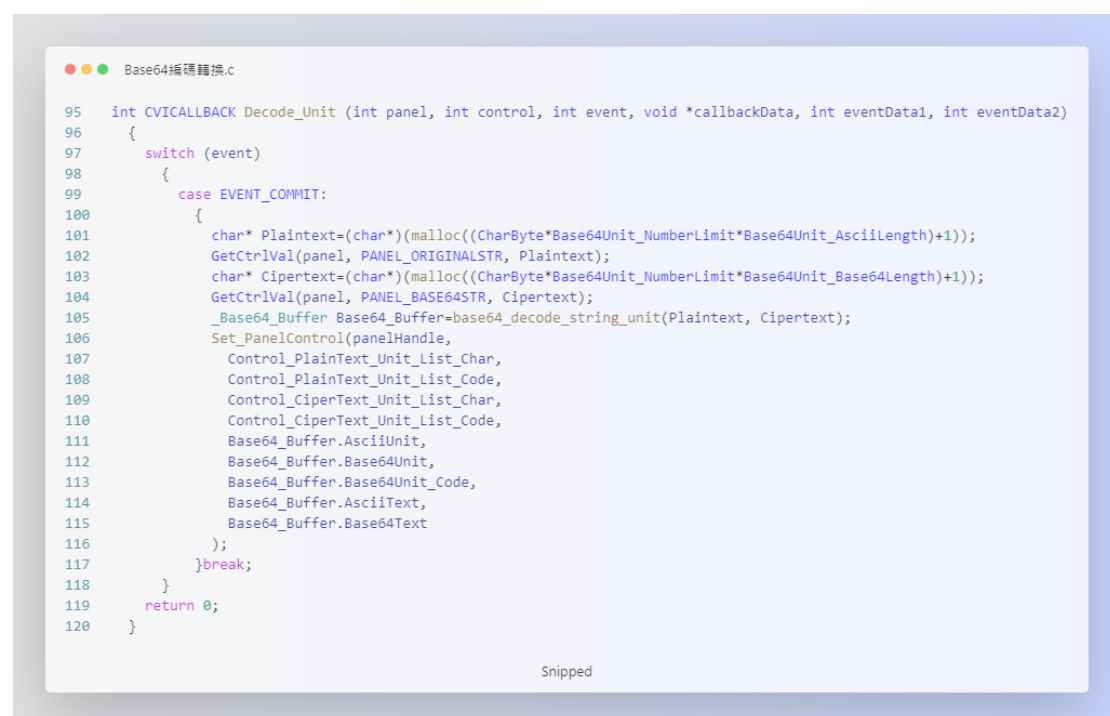 Base64編碼轉換.c
95 int CVICALLBACK Decode_Unit (int panel, int control, int event, void *callbackData, int eventData1, int eventData2)
96 {
97 switch (event)
98 {
99 case EVENT_COMMIT:
100 {
101 char* Plaintext=(char*)(malloc((CharByte*Base64Unit_NumberLimit*Base64Unit_AsciiLength)+1));
102 GetCtrlVal(panel, PANEL_ORIGINALSTR, Plaintext);
103 char* Cipertext=(char*)(malloc((CharByte*Base64Unit_NumberLimit*Base64Unit_Base64Length)+1));
104 GetCtrlVal(panel, PANEL_BASE64STR, Cipertext);
105 _Base64_Buffer Base64_Buffer=base64_decode_string_unit(Plaintext, Cipertext);
106 Set_PanelControl(panelHandle,
107 Control_PlainText_Unit_List_Char,
108 Control_PlainText_Unit_List_Code,
109 Control_CiperText_Unit_List_Char,
110 Control_CiperText_Unit_List_Code,
111 Base64_Buffer.AsciiUnit,
112 Base64_Buffer.Base64Unit,
113 Base64_Buffer.Base64Unit_Code,
114 Base64_Buffer.AsciiText,
115 Base64_Buffer.Base64Text
116 );
117 }break;
118 }
119 return 0;
120 }
Snipped